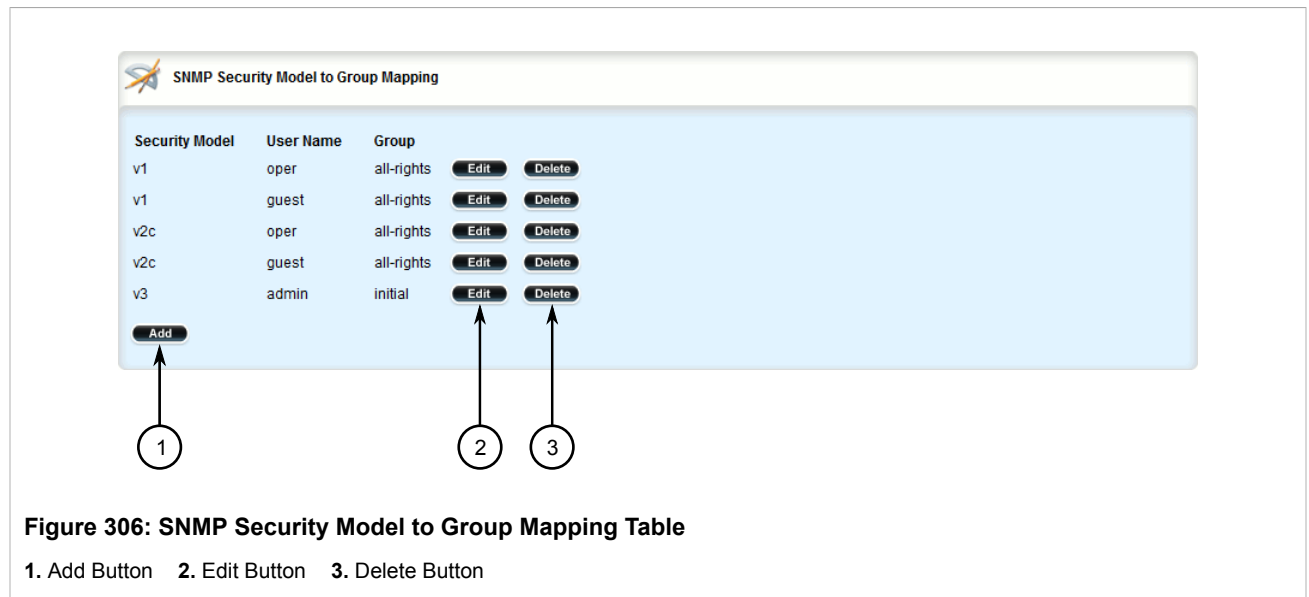 SNMP Security Model to Group Mapping
Security Model User Name Group
v1 oper all-rights Edit Delete
v1 guest all-rights Edit Delete
v2c oper all-rights Edit Delete
v2c guest all-rights Edit Delete
v3 admin initial Edit Delete
Add
1 2 3
Figure 306: SNMP Security Model to Group Mapping Table
1. Add Button 2. Edit Button 3. Delete Button